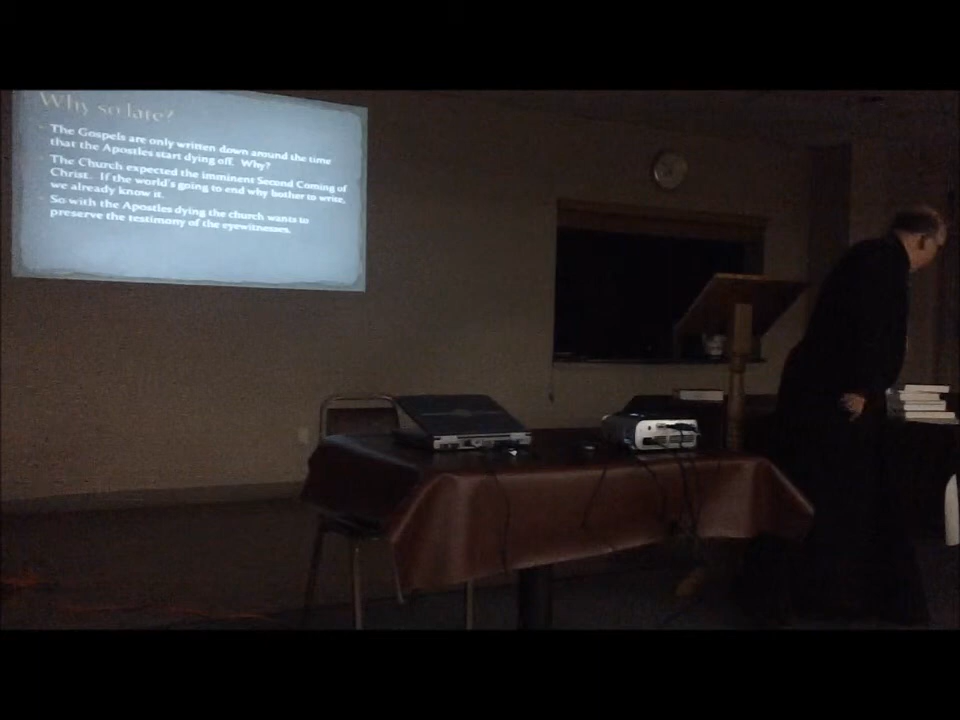 Why so late?
The Gospels are only written down around the time
that the Apostles start dying off. Why?
The Church expected the imminent Second Coming of
Christ. If the world's going to end why bother to write,
we already know it.
So with the Apostles dying the church wants to
preserve the testimony of the eyewitnesses.